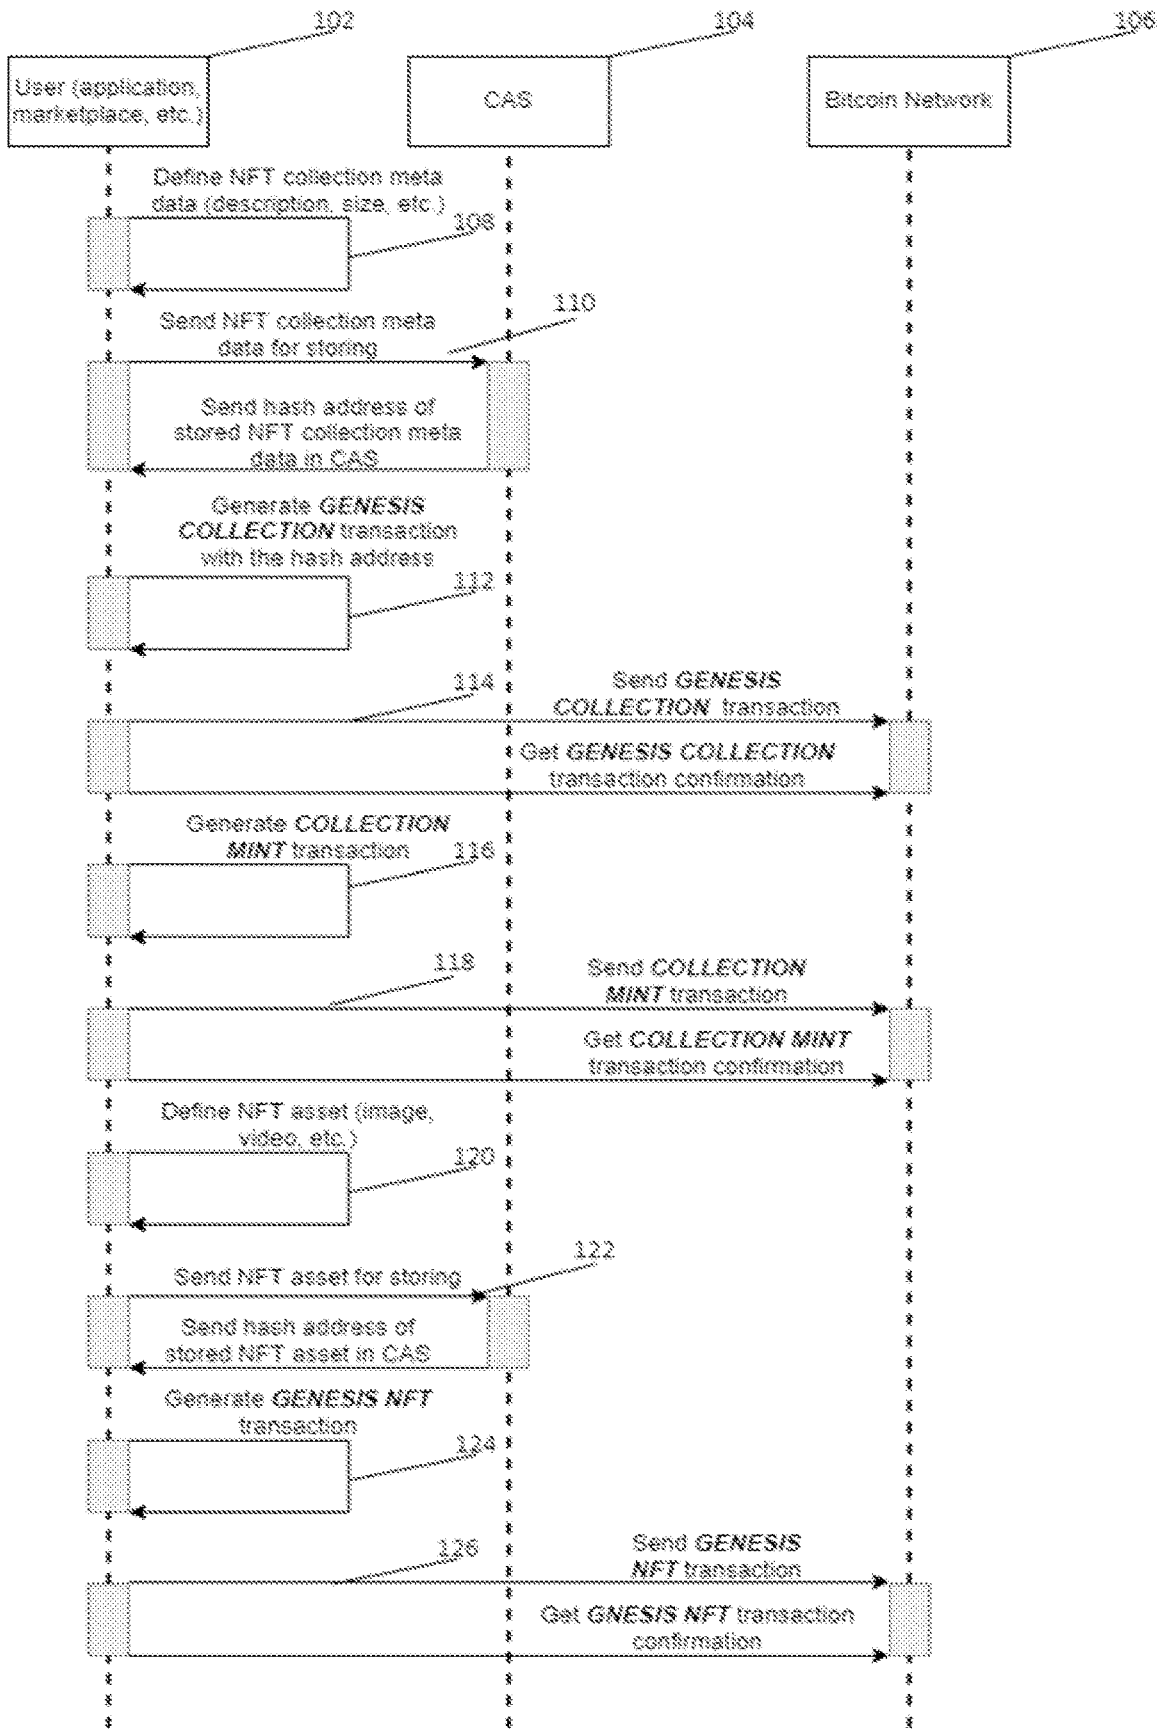 102
104
106
User (application,
marketplace, etc.)
CAS
Bitcoin Network
Define NFT collection meta
data (description, size, etc.)
108
110
Send NFT collection meta
data for storing
Send hash address of
stored NFT collection meta
data in CAS
Generate GENESIS
COLLECTION transaction
with the hash address
112
114
Send GENESIS
COLLECTION transaction
Get GENESIS COLLECTION
transaction confirmation
Generate COLLECTION
MINT transaction
116
118
Send COLLECTION
MINT transaction
Get COLLECTION MINT
transaction confirmation
Define NFT asset (image,
video, etc.)
120
122
Send NFT asset for storing
Send hash address of
stored NFT asset in CAS
Generate GENESIS NFT
transaction
124
126
Send GENESIS
NFT transaction
Get GNESIS NFT transaction
confirmation